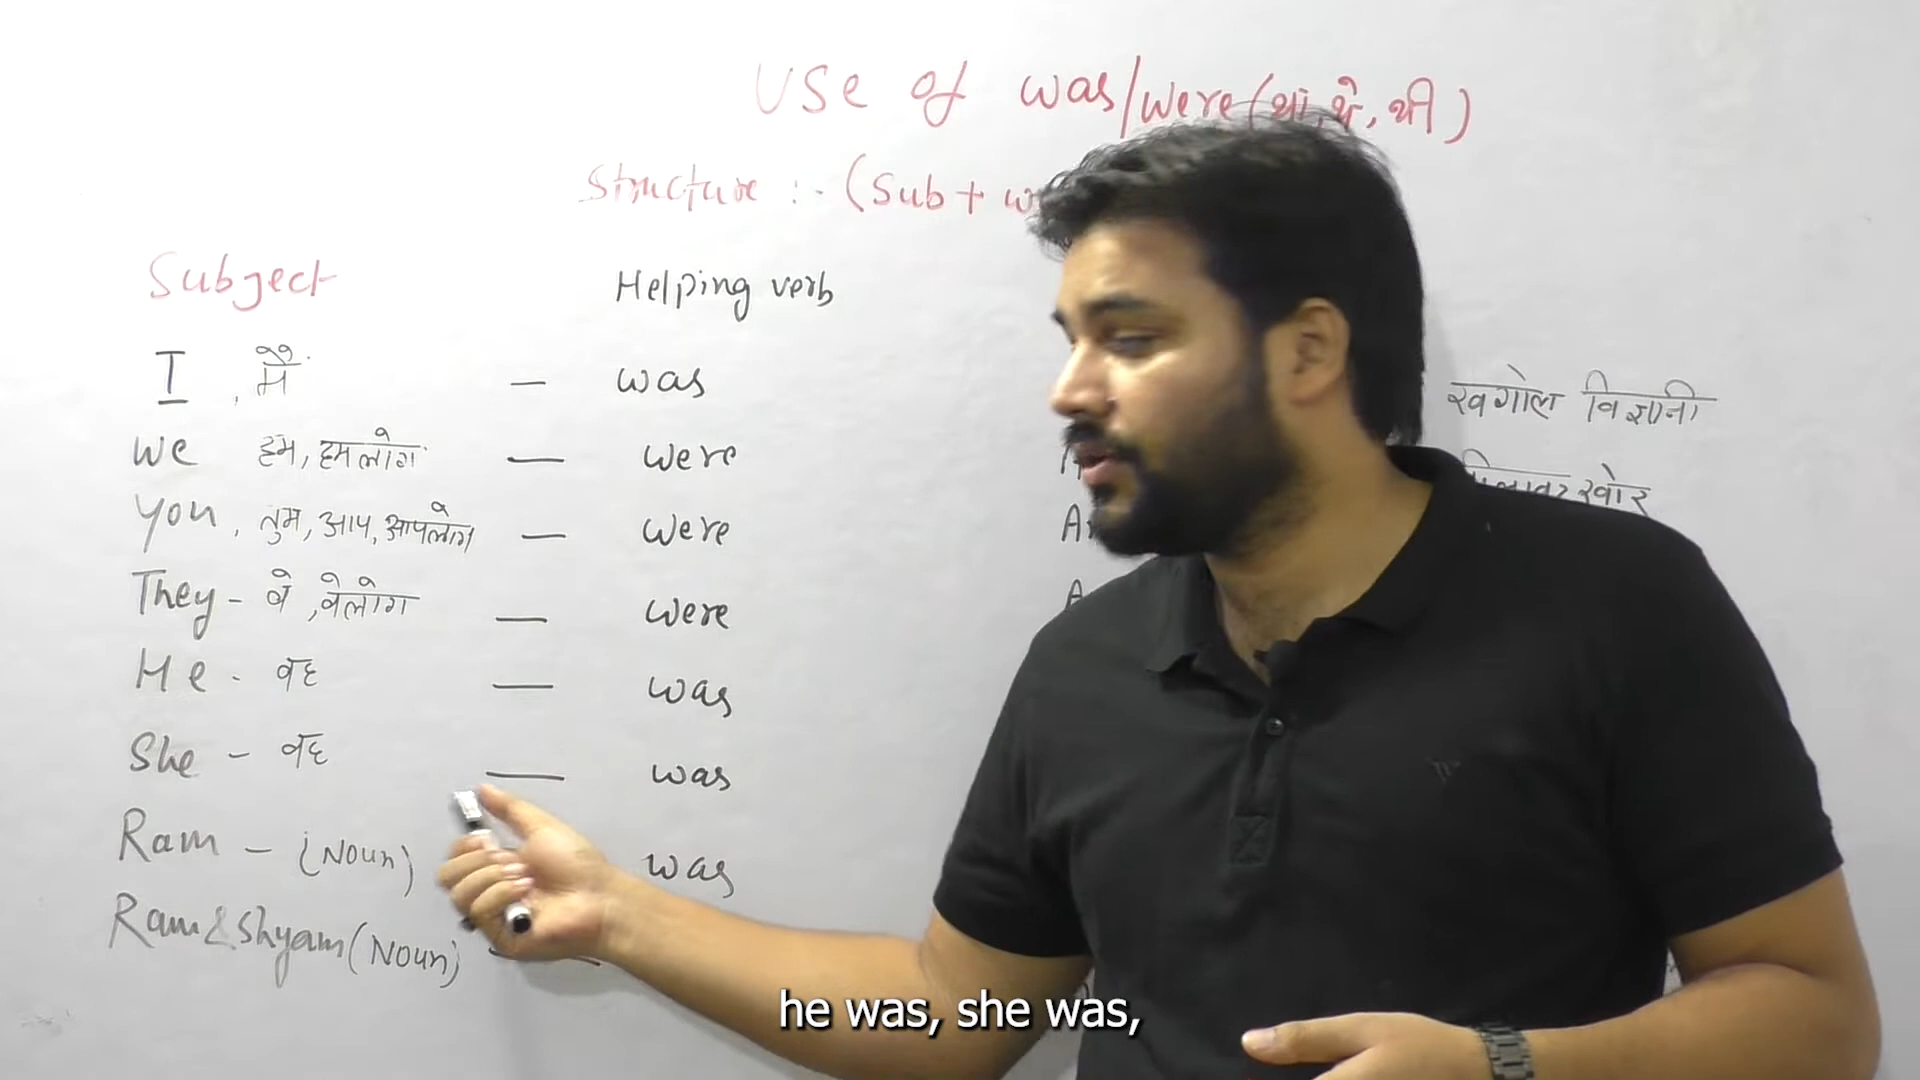 Use of was/were (था, थे, थी)
Structure :- (Sub +
Subject Helping verb
I , मैं — was
We हम, हमलोग — were
You , तुम, आप, आपलोग — were
They - वे , वेलोग — were
He - वह — was
She - वह — was
Ram - (Noun) was
Ram & Shyam (Noun)
खगोल विज्ञानी
he was, she was,